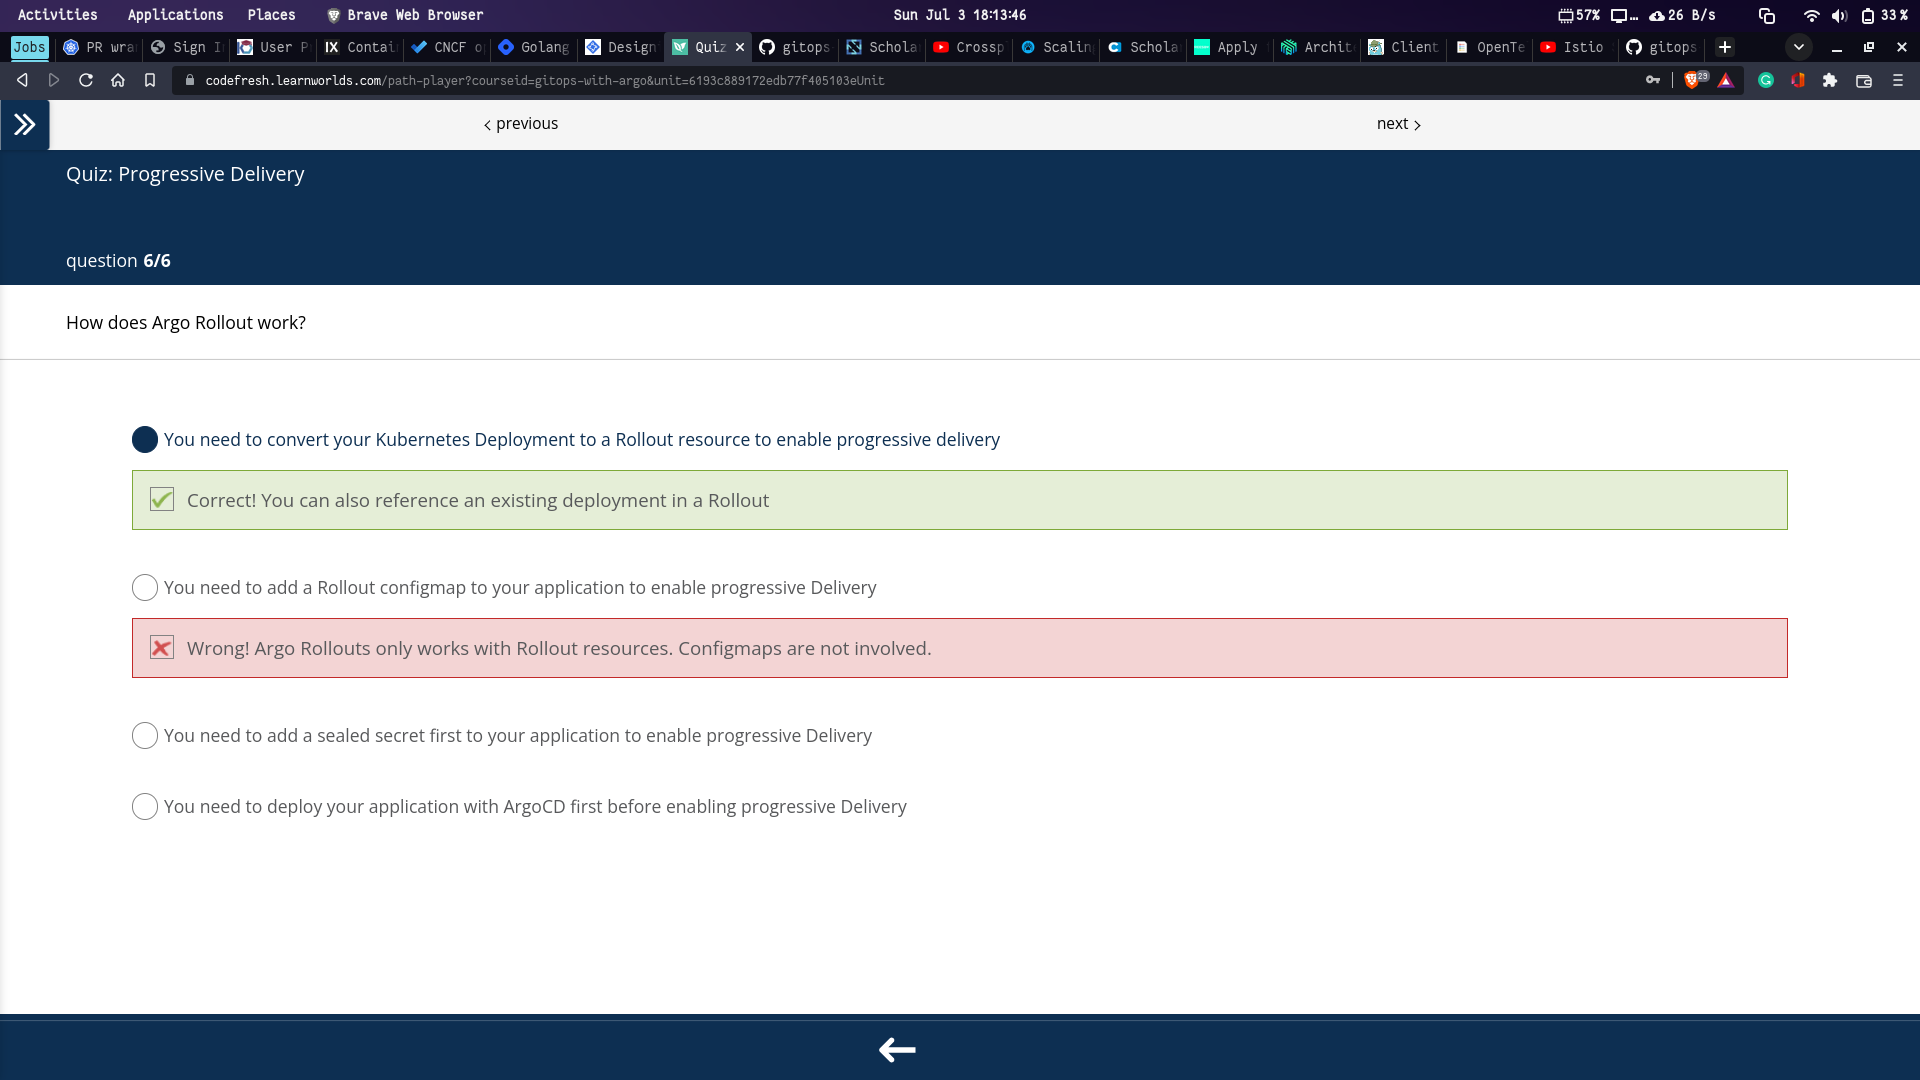 Activities Applications Places Brave Web Browser Sun Jul 3 18:13:46 57% … 26 B/s 33%
Jobs PR wra Sign I User P Contai CNCF o Golang Design Quiz gitops Schola Crossp Scalin Schola Apply Archit Client OpenTe Istio gitops
codefresh.learnworlds.com/path-player?courseid=gitops-with-argo&unit=6193c889172edb77f405103eUnit 23
previous next
Quiz: Progressive Delivery
question 6/6
How does Argo Rollout work?
You need to convert your Kubernetes Deployment to a Rollout resource to enable progressive delivery
Correct! You can also reference an existing deployment in a Rollout
You need to add a Rollout configmap to your application to enable progressive Delivery
Wrong! Argo Rollouts only works with Rollout resources. Configmaps are not involved.
You need to add a sealed secret first to your application to enable progressive Delivery
You need to deploy your application with ArgoCD first before enabling progressive Delivery